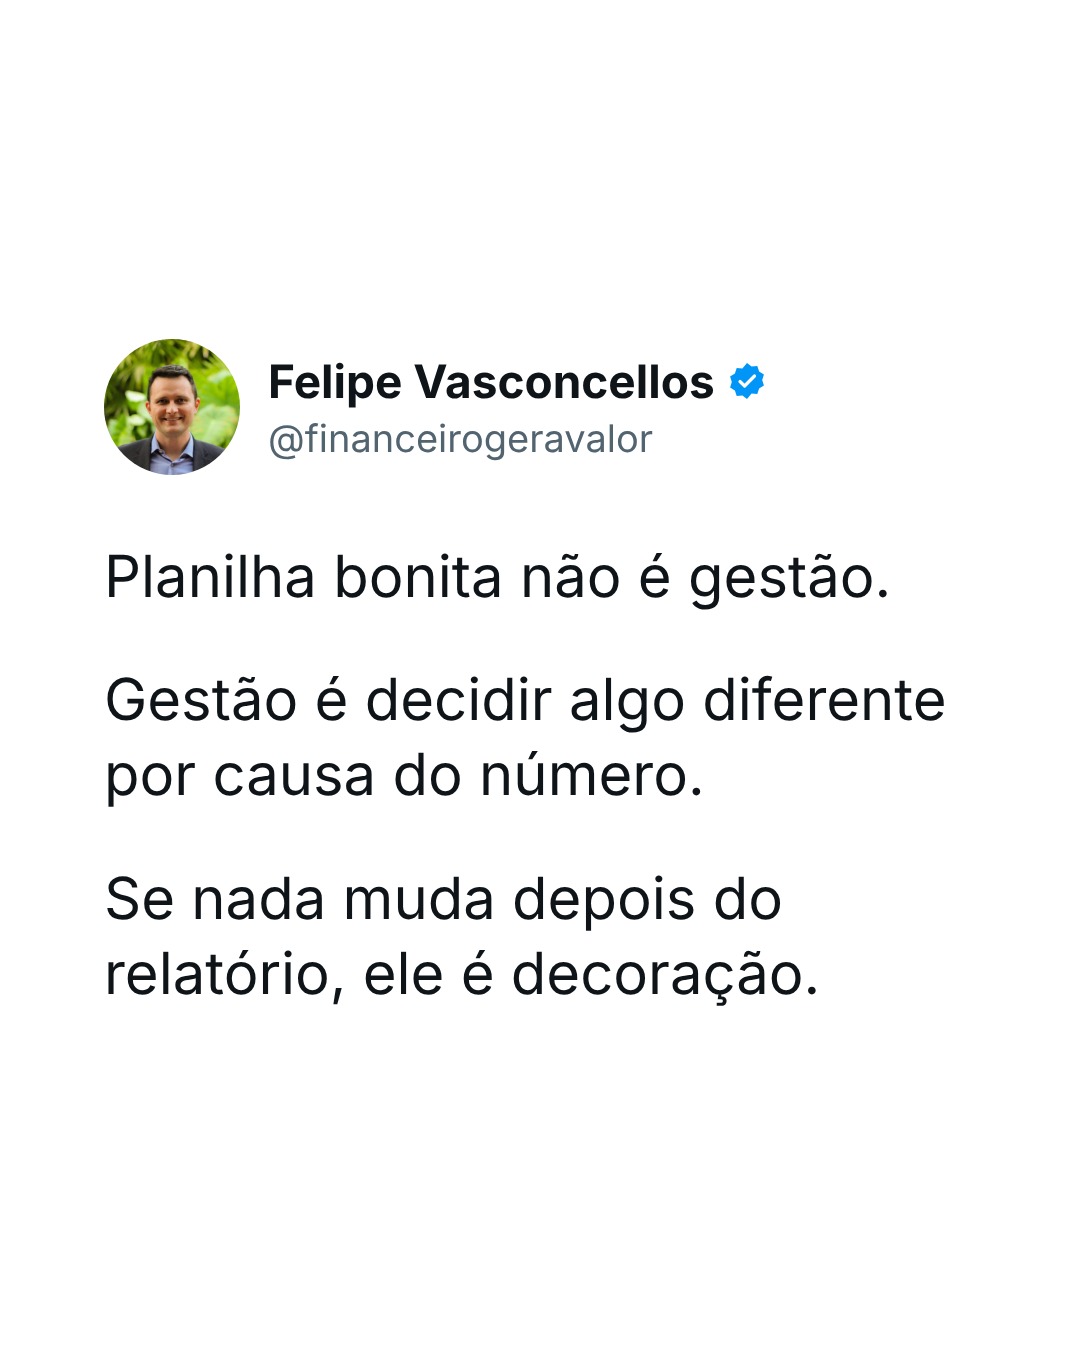 Felipe Vasconcellos
@financeirogeravalor
Planilha bonita não é gestão.
Gestão é decidir algo diferente
por causa do número.
Se nada muda depois do
relatório, ele é decoração.